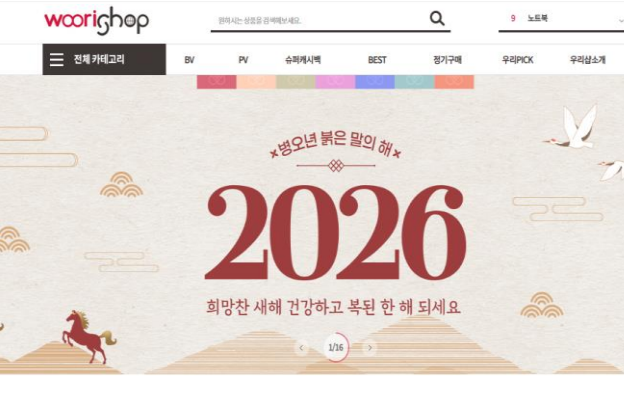 woorishop
원하시는 상품을 검색해보세요.
9 노트북
전체 카테고리
BV PV 슈퍼캐시백 BEST 정기구매 우리PICK 우리샵소개
병오년 붉은 말의 해
2026
희망찬 새해 건강하고 복된 한 해 되세요
1/16